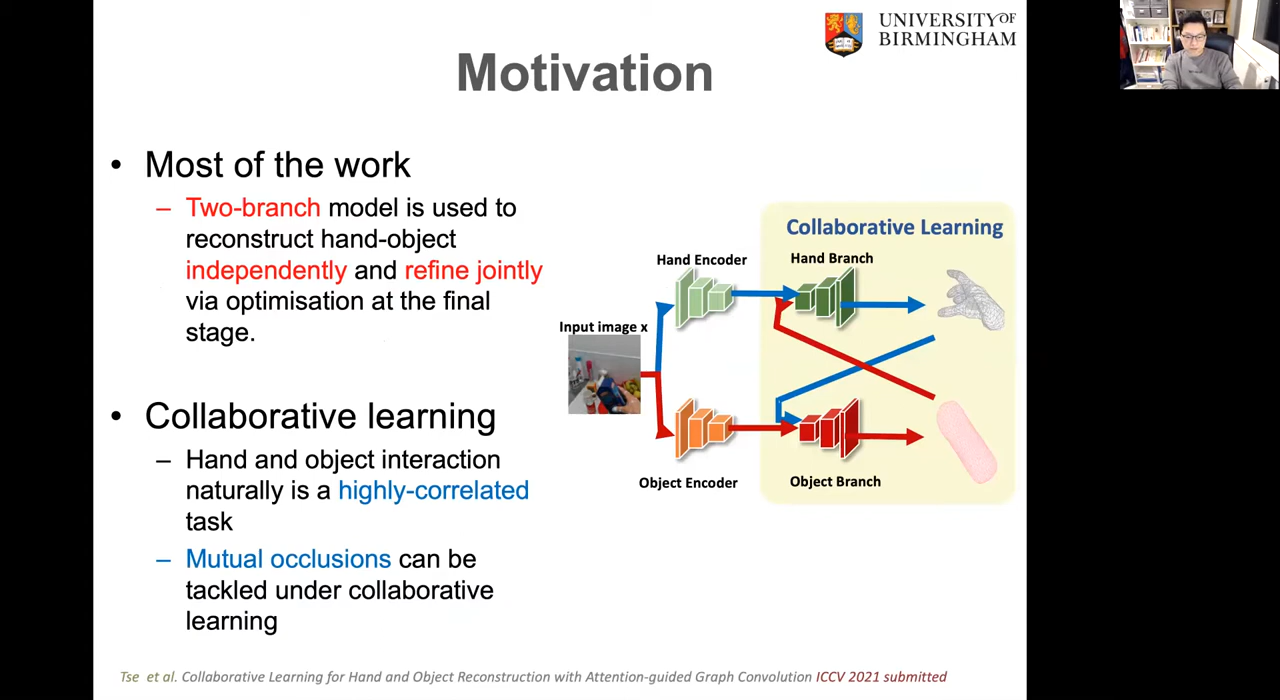 UNIVERSITY OF
BIRMINGHAM
Motivation
• Most of the work
– Two-branch model is used to
reconstruct hand-object
independently and refine jointly
via optimisation at the final
stage.
• Collaborative learning
– Hand and object interaction
naturally is a highly-correlated
task
– Mutual occlusions can be
tackled under collaborative
learning
Collaborative Learning
Hand Encoder
Hand Branch
Input image x
Object Encoder
Object Branch
Tse et al. Collaborative Learning for Hand and Object Reconstruction with Attention-guided Graph Convolution ICCV 2021 submitted